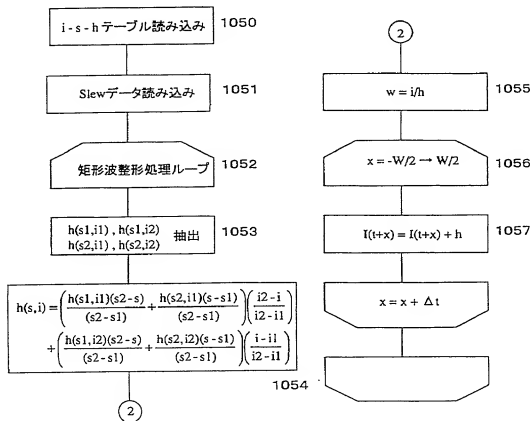 i - s - h テーブル読み込み 1050
Slewデータ読み込み 1051
矩形波整形処理ループ 1052
h(s1,i1) , h(s1,i2)
h(s2,i1) , h(s2,i2) 抽出 1053
h(s,i) = (h(s1,i1)(s2-s)/(s2-s1) + h(s2,i1)(s-s1)/(s2-s1))(i2-i/i2-i1)
+ (h(s1,i2)(s2-s)/(s2-s1) + h(s2,i2)(s-s1)/(s2-s1))(i-i1/i2-i1)
1054
2
2
w = i/h 1055
x = -W/2 → W/2 1056
I(t+x) = I(t+x) + h 1057
x = x + Δt